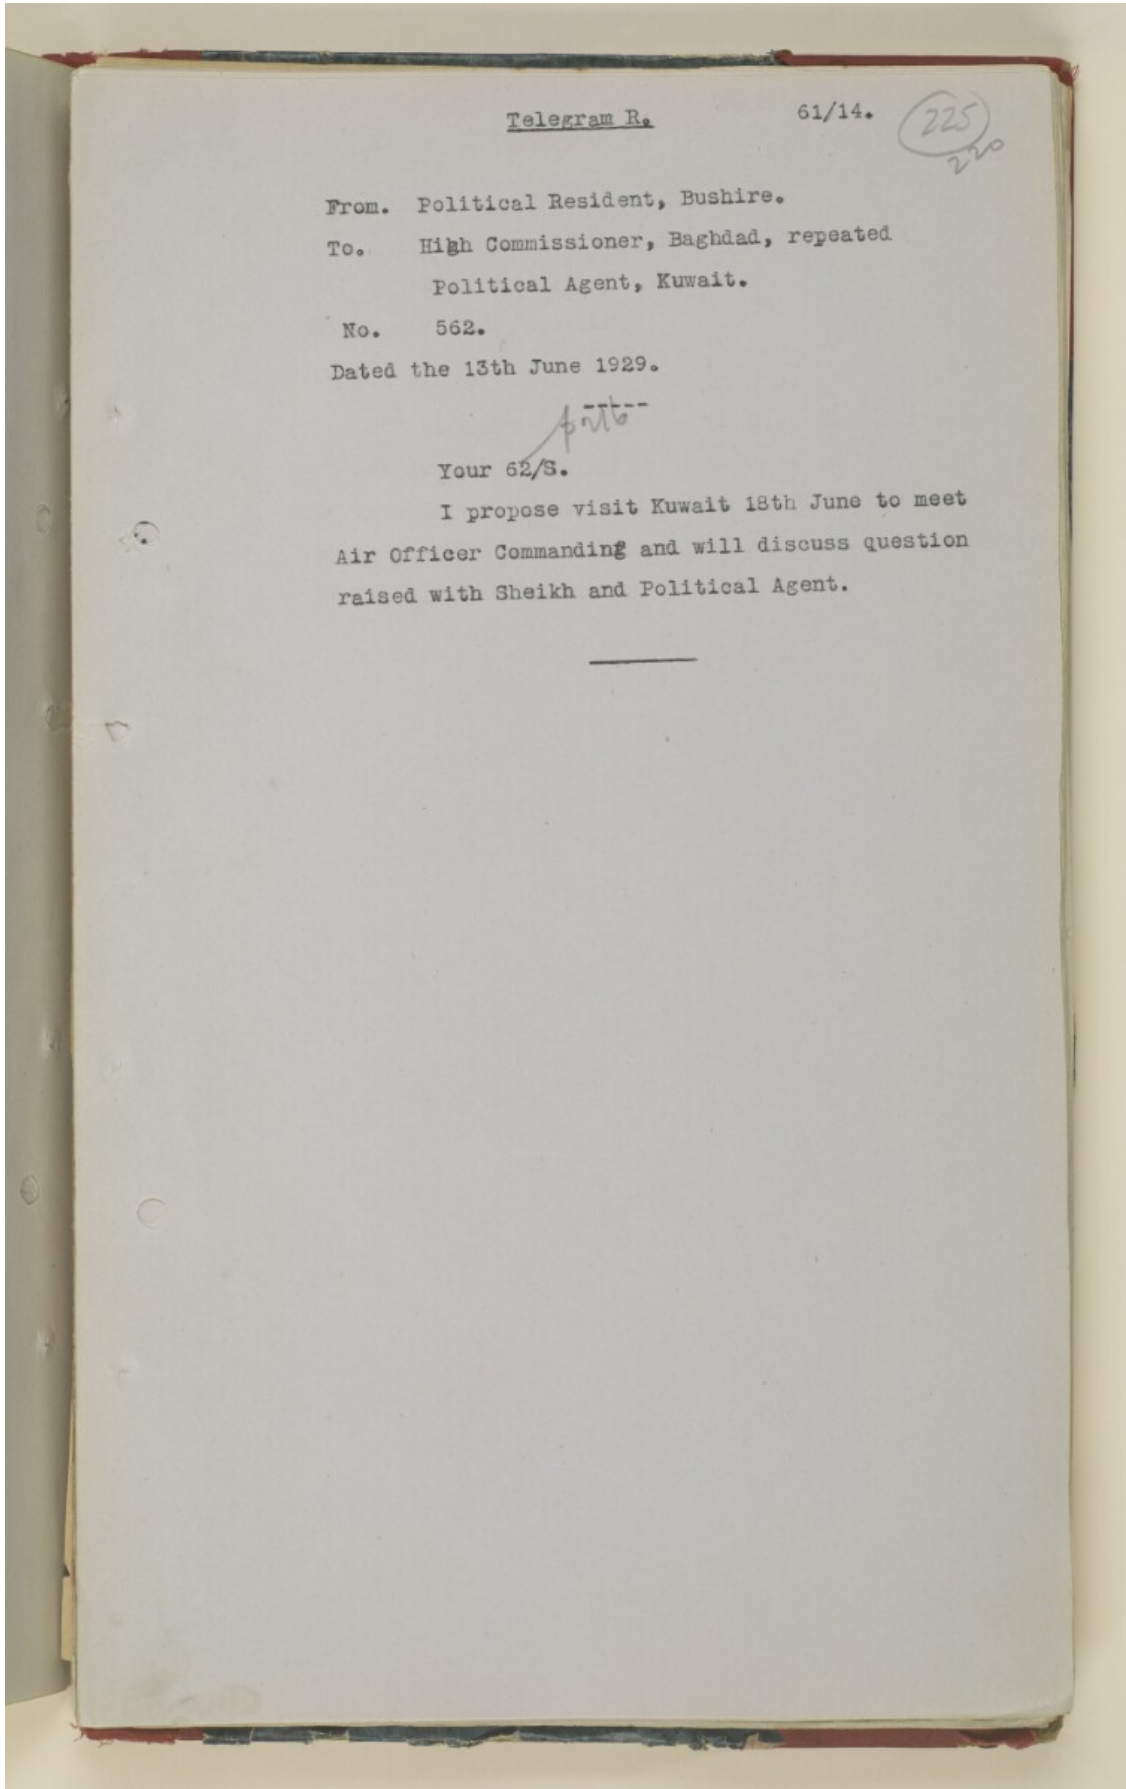 Telegram R. 61/14. 225
220
From. Political Resident, Bushire.
To. High Commissioner, Baghdad, repeated
Political Agent, Kuwait.
No. 562.
Dated the 13th June 1929.
-----
Your 62/S.
I propose visit Kuwait 18th June to meet
Air Officer Commanding and will discuss question
raised with Sheikh and Political Agent.